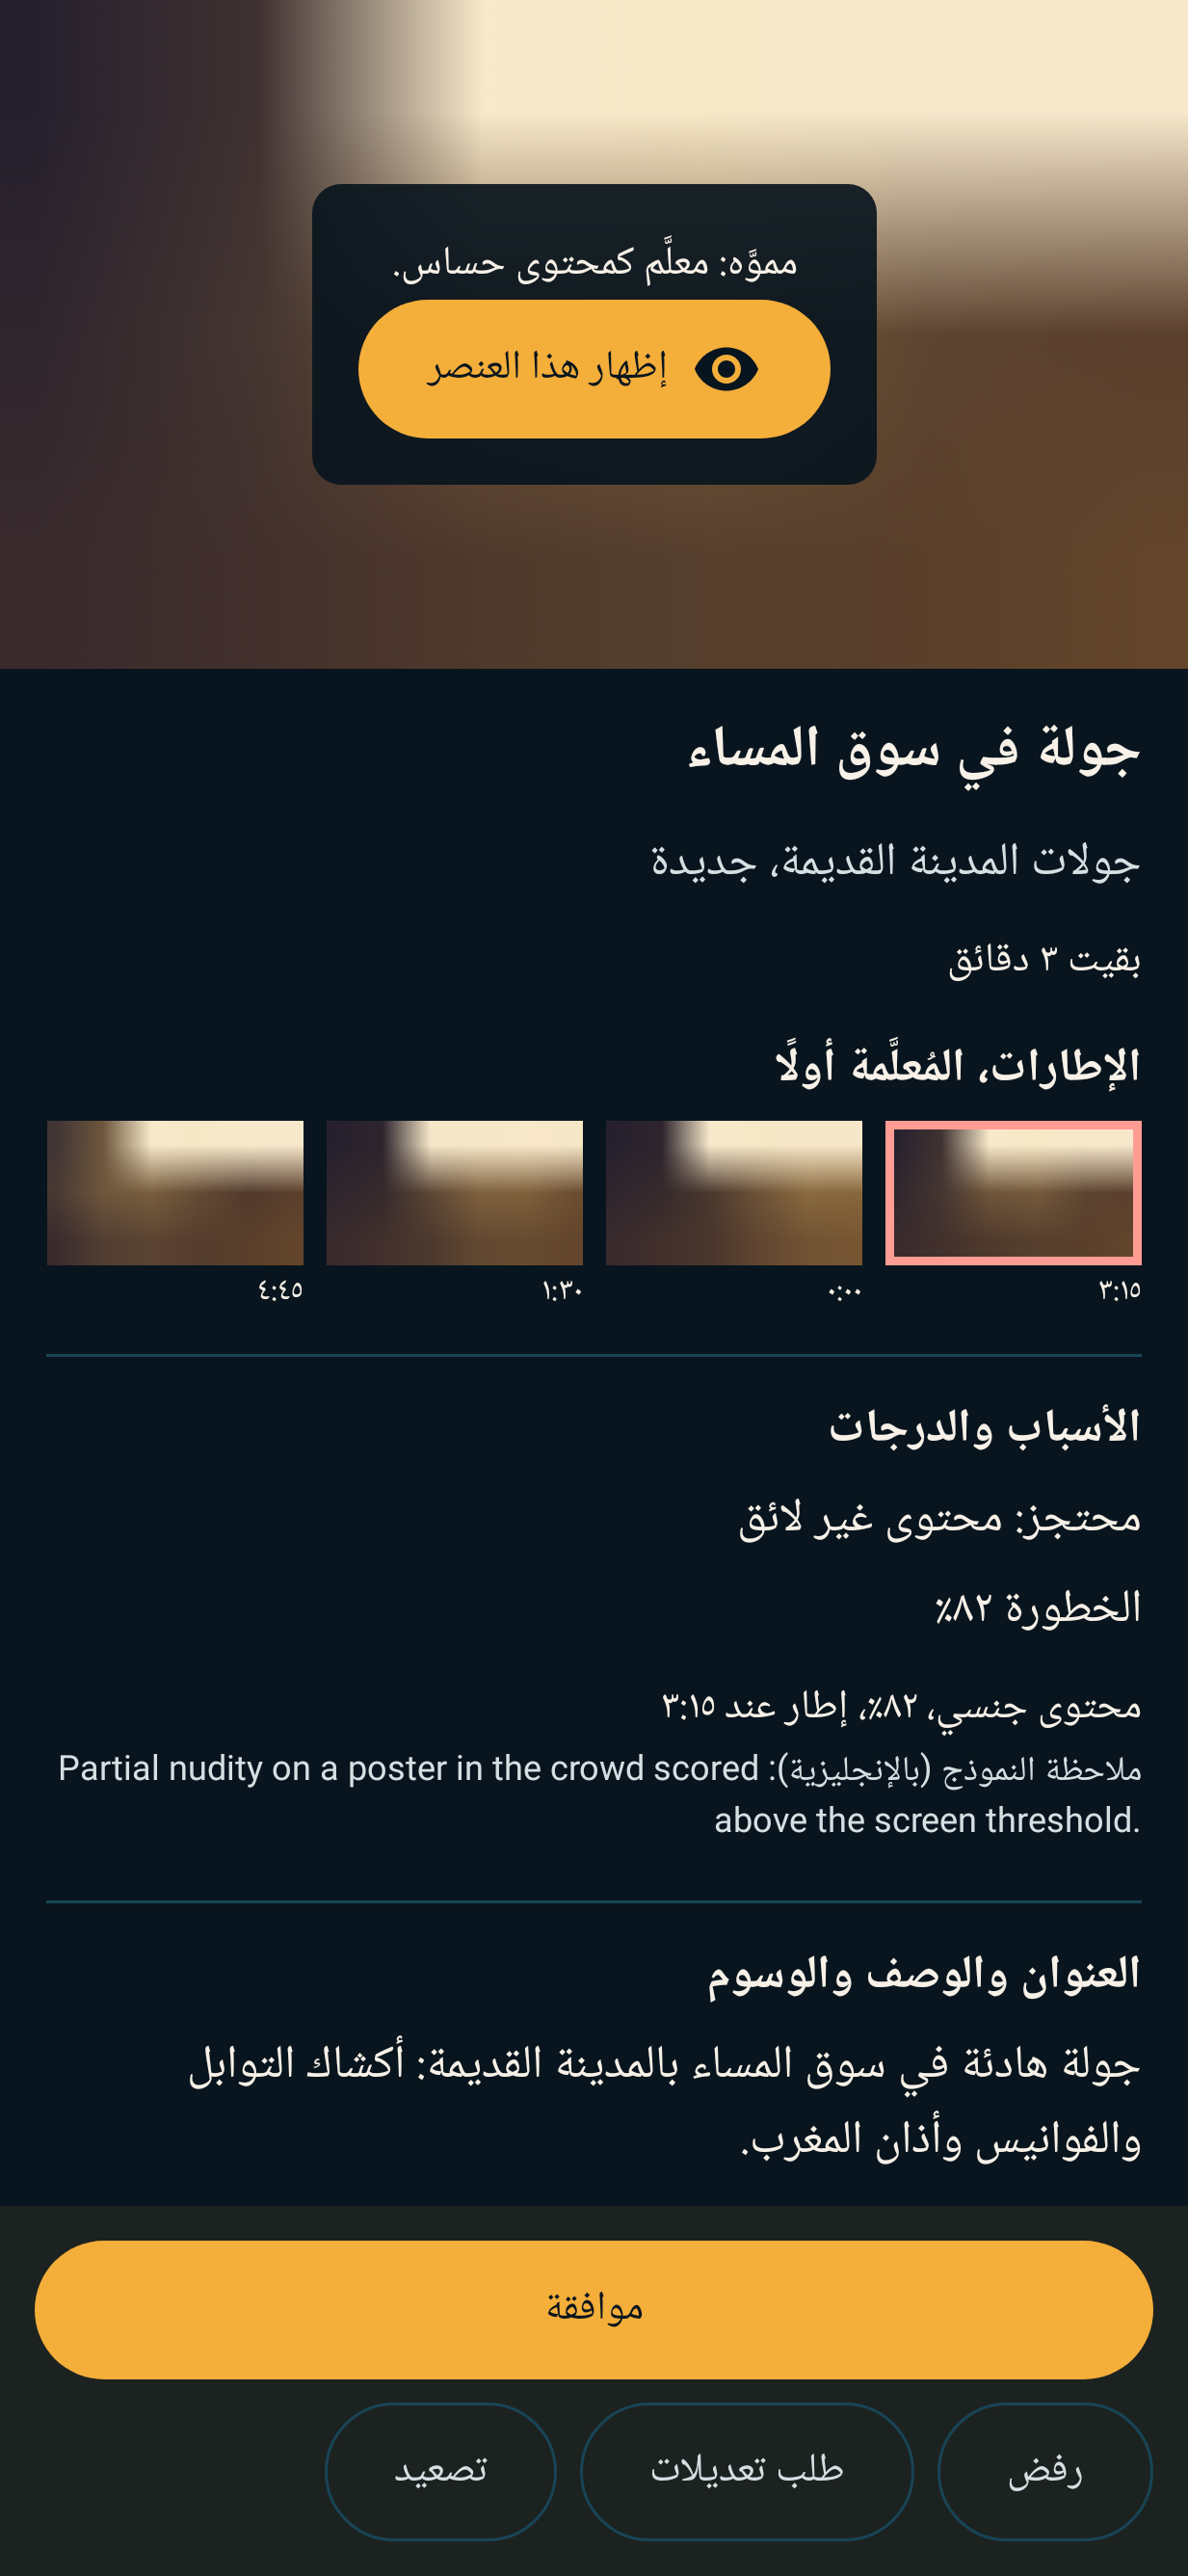 مموَّه: معلَّم كمحتوى حساس.
إظهار هذا العنصر
جولة في سوق المساء
جولات المدينة القديمة، جديدة
بقيت ٣ دقائق
الإطارات، المُعلَّمة أولًا
٣:١٥
٠:٠٠
١:٣٠
٤:٤٥
الأسباب والدرجات
محتجز: محتوى غير لائق
الخطورة ٨٢٪
محتوى جنسي، ٨٢٪، إطار عند ٣:١٥
ملاحظة النموذج (بالإنجليزية): Partial nudity on a poster in the crowd scored
above the screen threshold.
العنوان والوصف والوسوم
جولة هادئة في سوق المساء بالمدينة القديمة: أكشاك التوابل
والفوانيس وأذان المغرب.
موافقة
رفض
طلب تعديلات
تصعيد